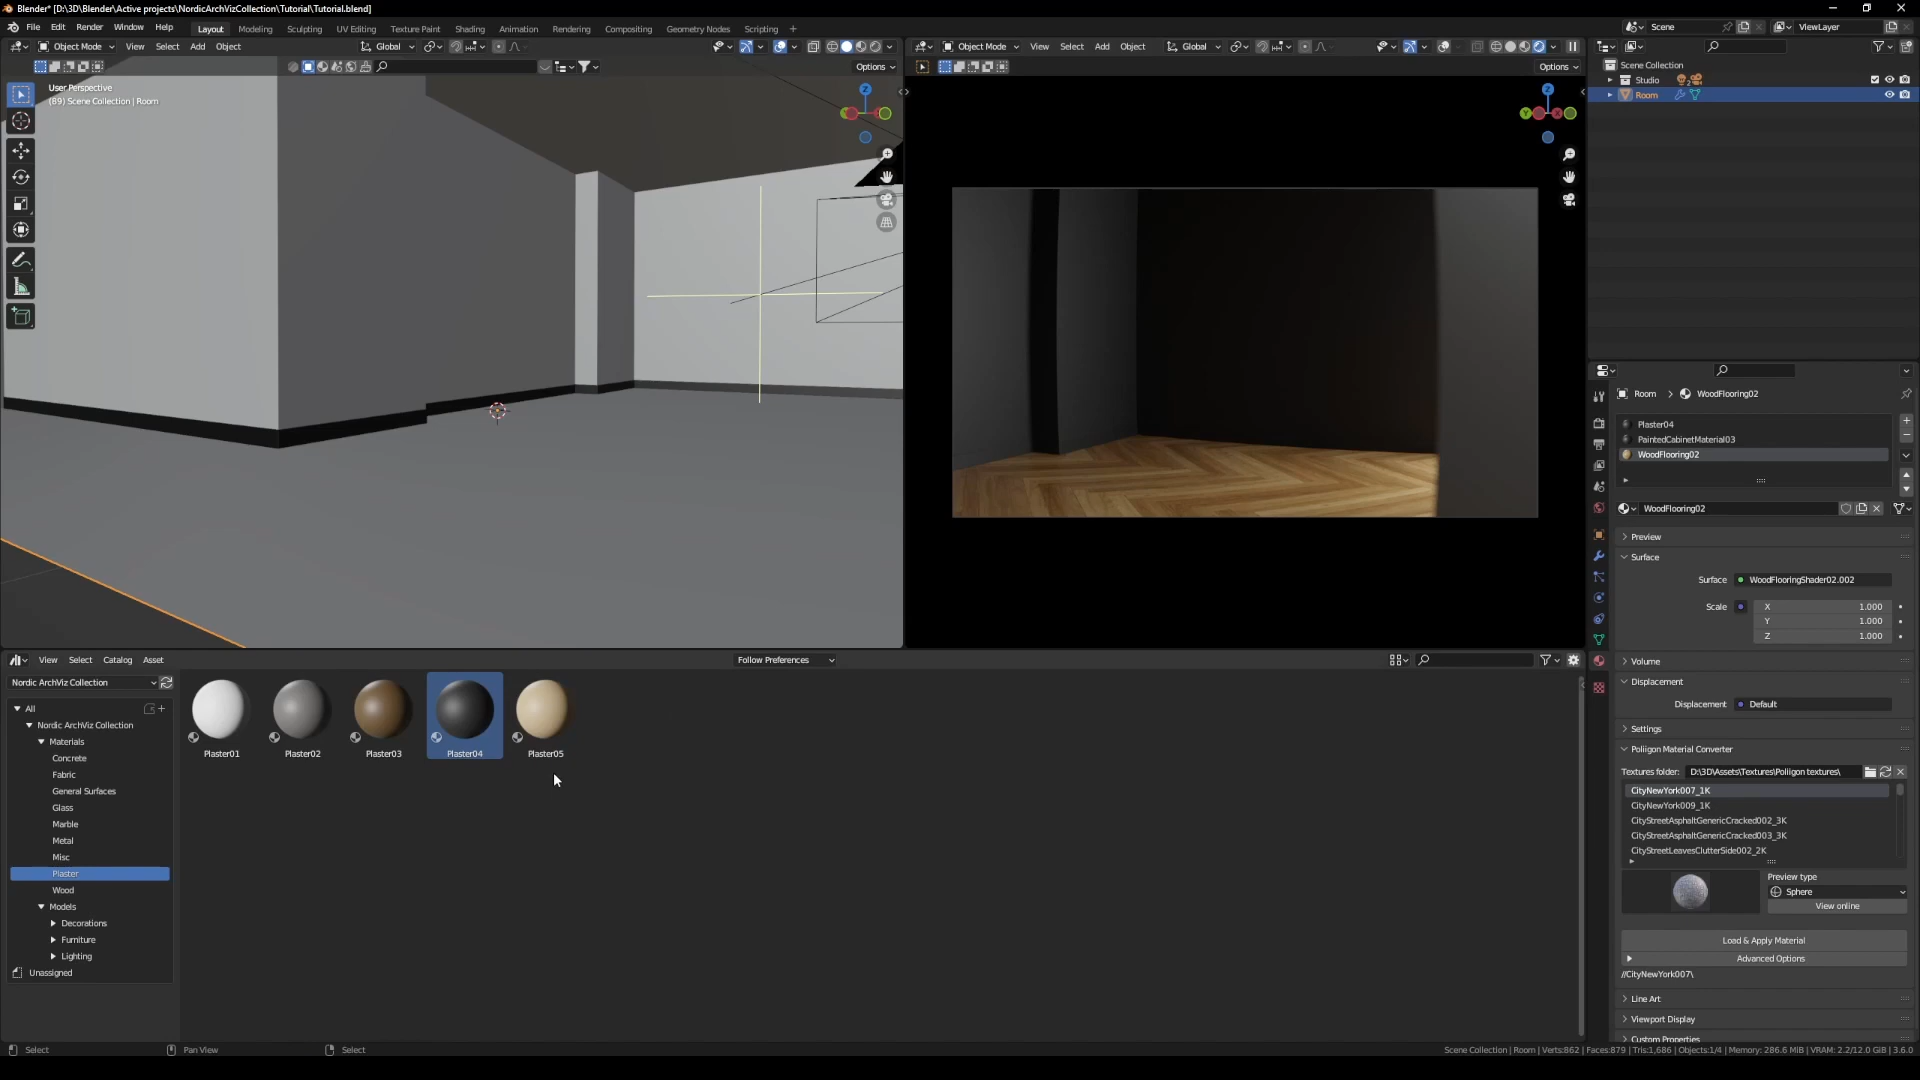 Blender* [D:\3D\Blender\Active projects\NordicArchVizCollection\Tutorial\Tutorial.blend]
File Edit Render Window Help Layout Modeling Sculpting UV Editing Texture Paint Shading Animation Rendering Compositing Geometry Nodes Scripting + Scene ViewLayer
Object Mode View Select Add Object Global
Object Mode View Select Add Object Global
Options
Options
User Perspective
(89) Scene Collection | Room
Z
Z
Y
X
Scene Collection
Studio 2
Room
Room > WoodFlooring02
Plaster04
PaintedCabinetMaterial03
WoodFlooring02
WoodFlooring02
Preview
Surface
Surface WoodFlooringShader02.002
Scale X 1.000
Y 1.000
Z 1.000
Volume
Displacement
Displacement Default
Settings
Poliigon Material Converter
Textures folder: D:\3D\Assets\Textures\Poliigon textures\
CityNewYork007_1K
CityNewYork009_1K
CityStreetAsphaltGenericCracked002_3K
CityStreetAsphaltGenericCracked003_3K
CityStreetLeavesClutterSide002_2K
Preview type
Sphere
View online
Load & Apply Material
Advanced Options
//CityNewYork007\
Line Art
Viewport Display
Custom Properties
View Select Catalog Asset Follow Preferences
Nordic ArchViz Collection
All
Nordic ArchViz Collection
Materials
Concrete
Fabric
General Surfaces
Glass
Marble
Metal
Misc
Plaster
Wood
Models
Decorations
Furniture
Lighting
Unassigned
Plaster01 Plaster02 Plaster03 Plaster04 Plaster05
Select Pan View Select
Scene Collection | Room | Verts:862 | Faces:879 | Tris:1,686 | Objects:1/4 | Memory: 286.6 MiB | VRAM: 2.2/12.0 GiB | 3.6.0